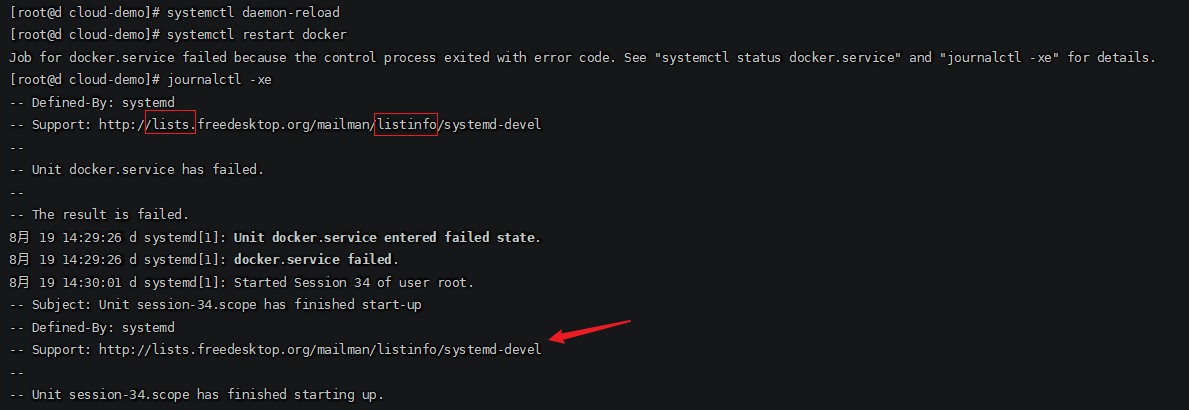 [root@d cloud-demo]# systemctl daemon-reload
[root@d cloud-demo]# systemctl restart docker
Job for docker.service failed because the control process exited with error code. See "systemctl status docker.service" and "journalctl -xe" for details.
[root@d cloud-demo]# journalctl -xe
-- Defined-By: systemd
-- Support: http://lists.freedesktop.org/mailman/listinfo/systemd-devel
--
-- Unit docker.service has failed.
--
-- The result is failed.
8月 19 14:29:26 d systemd[1]: Unit docker.service entered failed state.
8月 19 14:29:26 d systemd[1]: docker.service failed.
8月 19 14:30:01 d systemd[1]: Started Session 34 of user root.
-- Subject: Unit session-34.scope has finished start-up
-- Defined-By: systemd
-- Support: http://lists.freedesktop.org/mailman/listinfo/systemd-devel
--
-- Unit session-34.scope has finished starting up.